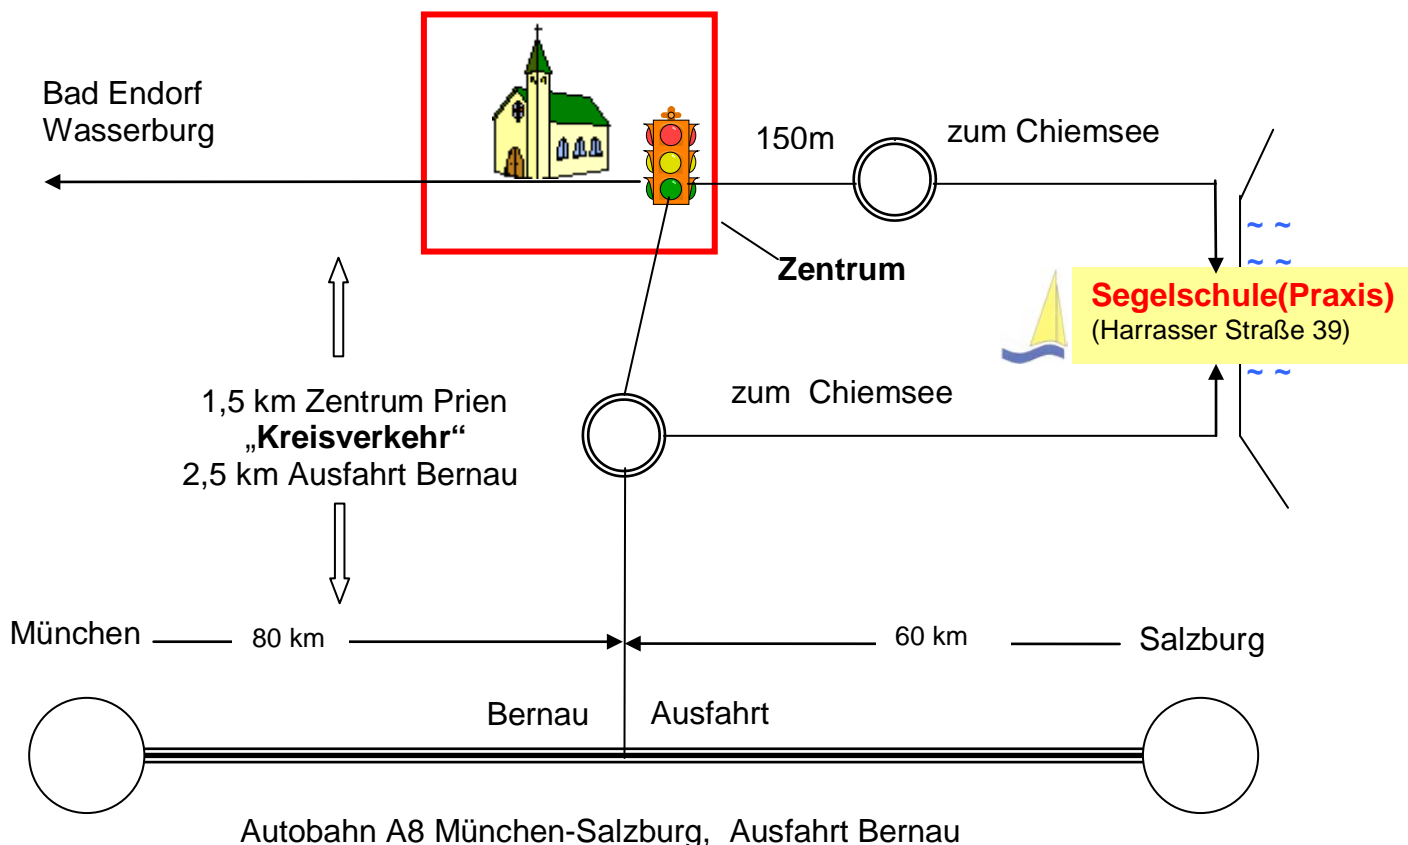 Bad Endorf
Wasserburg
150m
zum Chiemsee
Zentrum
Segelschule(Praxis)
(Harrasser Straße 39)
zum Chiemsee
1,5 km Zentrum Prien
„Kreisverkehr“
2,5 km Ausfahrt Bernau
München 80 km 60 km Salzburg
Bernau Ausfahrt
Autobahn A8 München-Salzburg, Ausfahrt Bernau